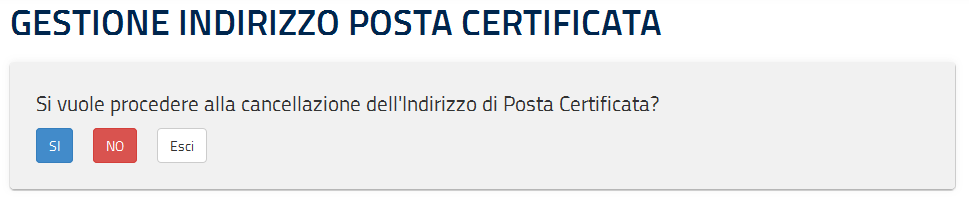 GESTIONE INDIRIZZO POSTA CERTIFICATA
Si vuole procedere alla cancellazione dell'Indirizzo di Posta Certificata?
SI NO Esci